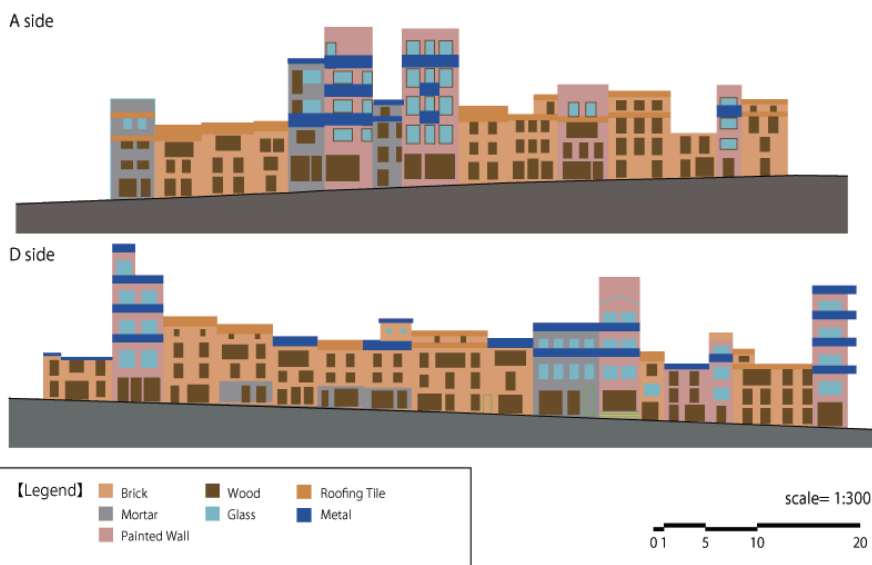 A side
D side
【Legend】 Brick Wood Roofing Tile
Mortar Glass Metal
Painted Wall
scale= 1:300
0 1 5 10 20